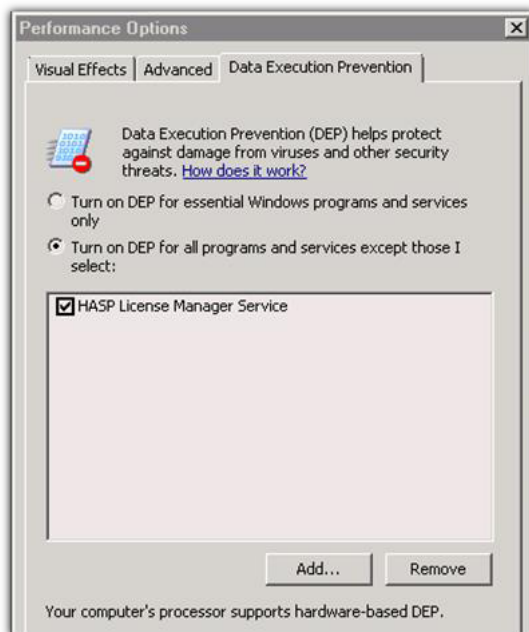 Performance Options
Visual Effects
Advanced
Data Execution Prevention
Data Execution Prevention (DEP) helps protect
against damage from viruses and other security
threats. How does it work?
Turn on DEP for essential Windows programs and services
only
Turn on DEP for all programs and services except those I
select:
HASP License Manager Service
Add...
Remove
Your computer's processor supports hardware-based DEP.